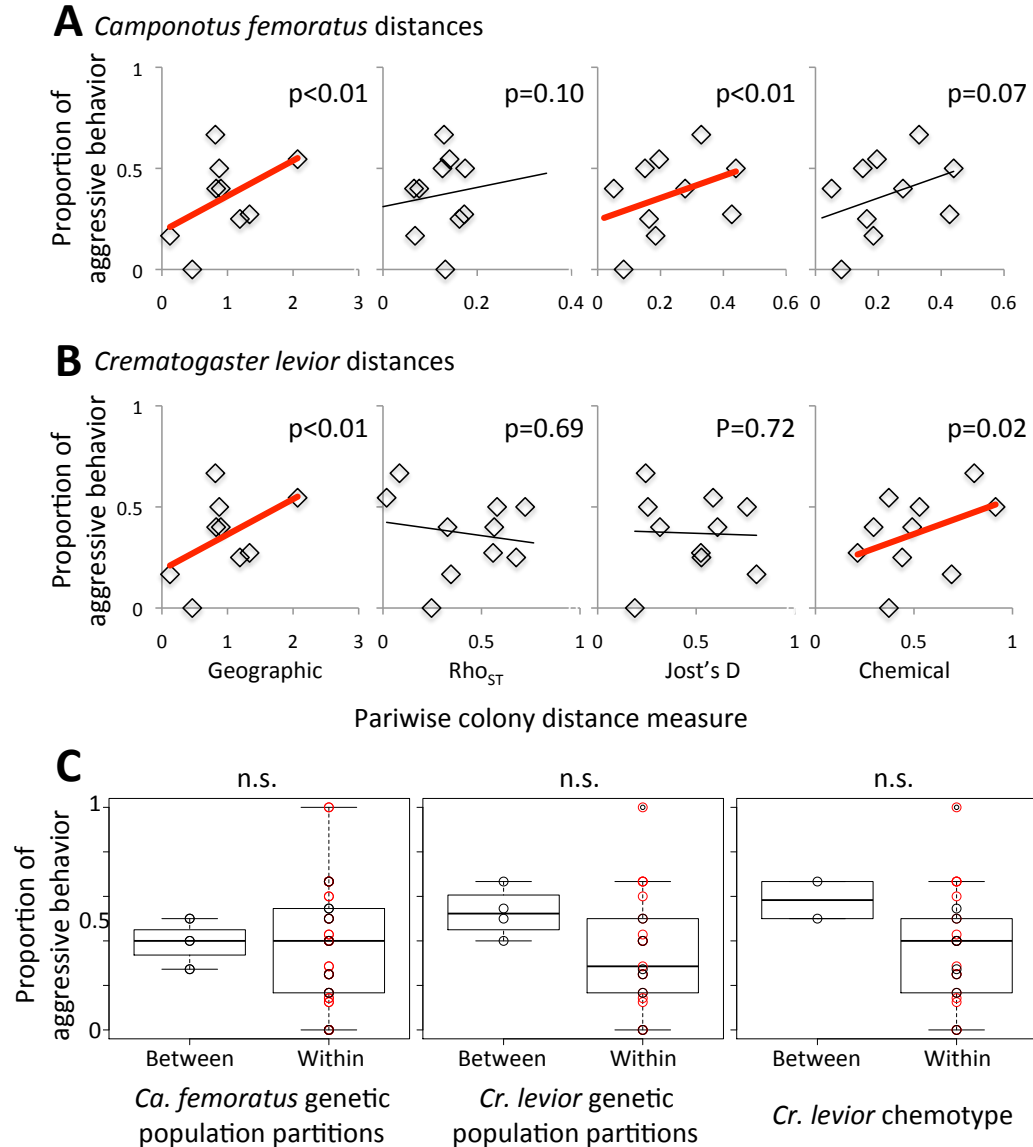 A Camponotus femoratus distances
Proportion of
aggressive behavior
1
0.5
0
p<0.01
p=0.10
p<0.01
p=0.07
0 1 2 3
0 0.2 0.4
0 0.2 0.4 0.6
0 0.2 0.4 0.6
B Crematogaster levior distances
Proportion of
aggressive behavior
1
0.5
0
p<0.01
p=0.69
P=0.72
p=0.02
0 1 2 3
0 0.5 1
0 0.5 1
0 0.5 1
Geographic
RhoST
Jost's D
Chemical
Pariwise colony distance measure
C
n.s.
n.s.
n.s.
Proportion of
aggressive behavior
1
0.5
0
Between Within
Between Within
Between Within
Ca. femoratus genetic
population partitions
Cr. levior genetic
population partitions
Cr. levior chemotype